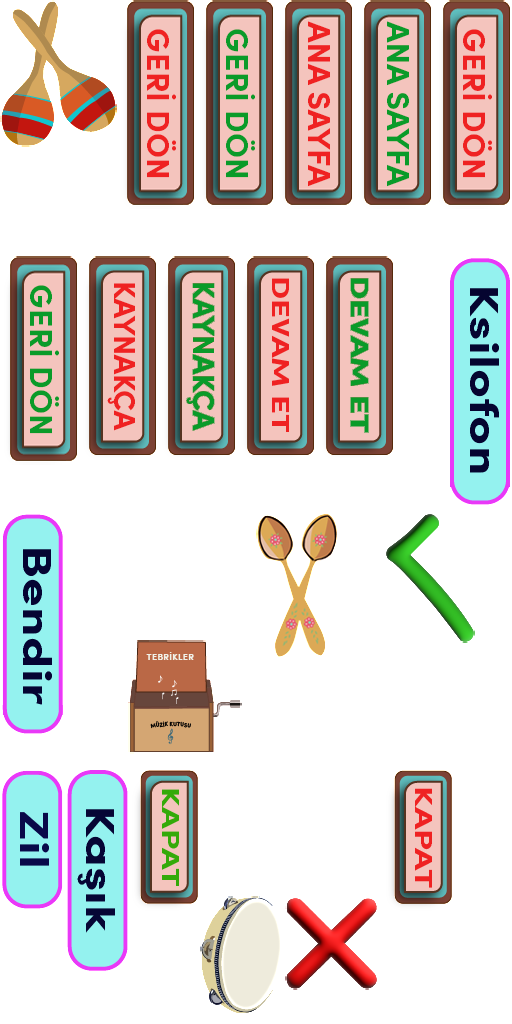 GERİ DÖN
GERİ DÖN
ANA SAYFA
ANA SAYFA
GERİ DÖN
GERİ DÖN
KAYNAKÇA
KAYNAKÇA
DEVAM ET
DEVAM ET
Ksilofon
Bendir
TEBRİKLER
MÜZİK KUTUSU
Zil
Kaşık
KAPAT
KAPAT